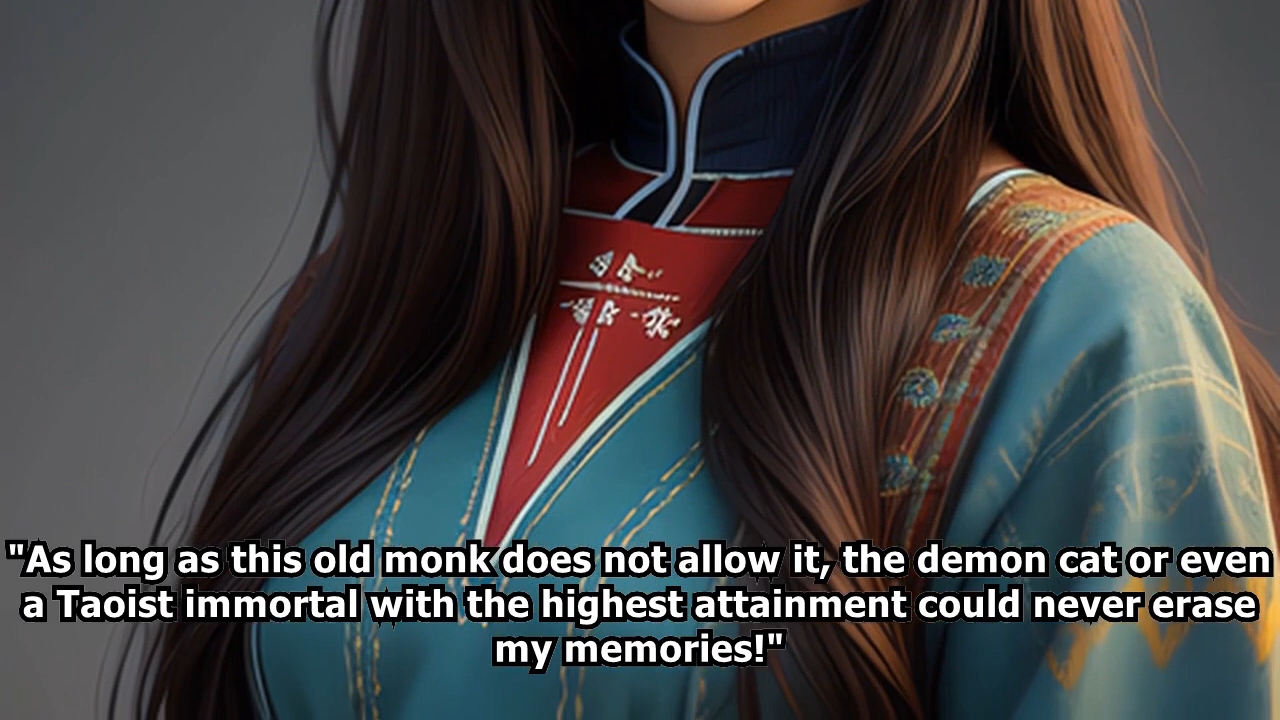 "As long as this old monk does not allow it, the demon cat or even
a Taoist immortal with the highest attainment could never erase
my memories!"